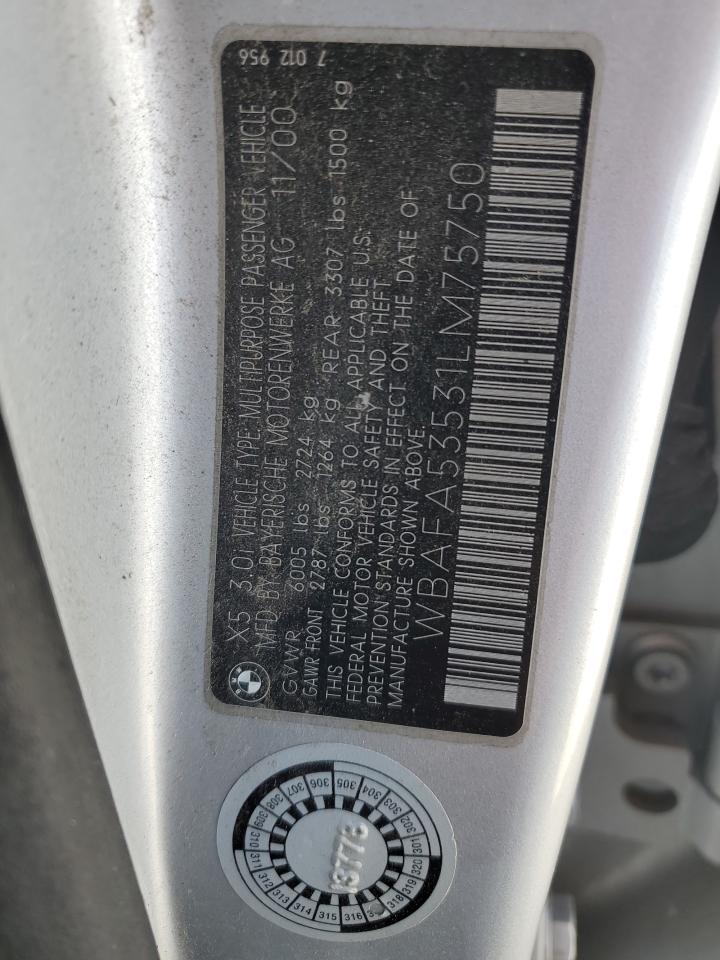 7 012 956
X5 3.0i VEHICLE TYPE: MULTIPURPOSE PASSENGER VEHICLE
MFD BY: BAYERISCHE MOTORENWERKE AG 11/00
GVWR 6005 lbs 2724 kg
GAWR FRONT 2787 lbs 1264 kg REAR 3307 lbs 1500 kg
THIS VEHICLE CONFORMS TO ALL APPLICABLE U.S.
FEDERAL MOTOR VEHICLE SAFETY AND THEFT
PREVENTION STANDARDS IN EFFECT ON THE DATE OF
MANUFACTURE SHOWN ABOVE.
WBAFA53531LM75750
BMW
301 302 303 304 305 306 307 308 309 310 311 312 313 314 315 316 318 319 320
13778